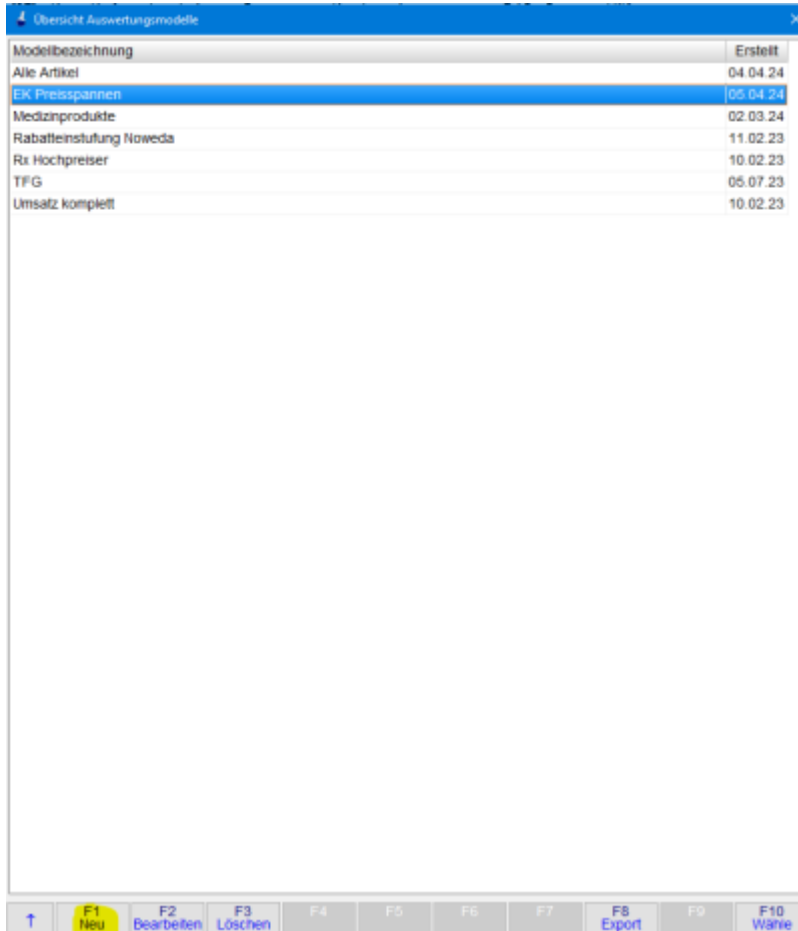 Übersicht Auswertungsmodelle
Modellbezeichnung Erstellt
Alle Artikel 04.04.24
EK Preisspannen 05.04.24
Medizinprodukte 02.03.24
Rabatteinstufung Noweda 11.02.23
Rx Hochpreiser 10.02.23
TFG 05.07.23
Umsatz komplett 10.02.23
↑ F1 F2 F3 F4 F5 F6 F7 F8 F9 F10
Neu Bearbeiten Löschen Export Wähle